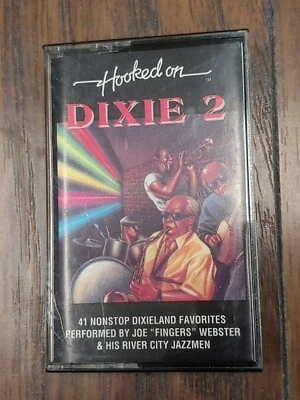 Hooked on
DIXIE 2
41 NONSTOP DIXIELAND FAVORITES
PERFORMED BY JOE "FINGERS" WEBSTER
& HIS RIVER CITY JAZZMEN